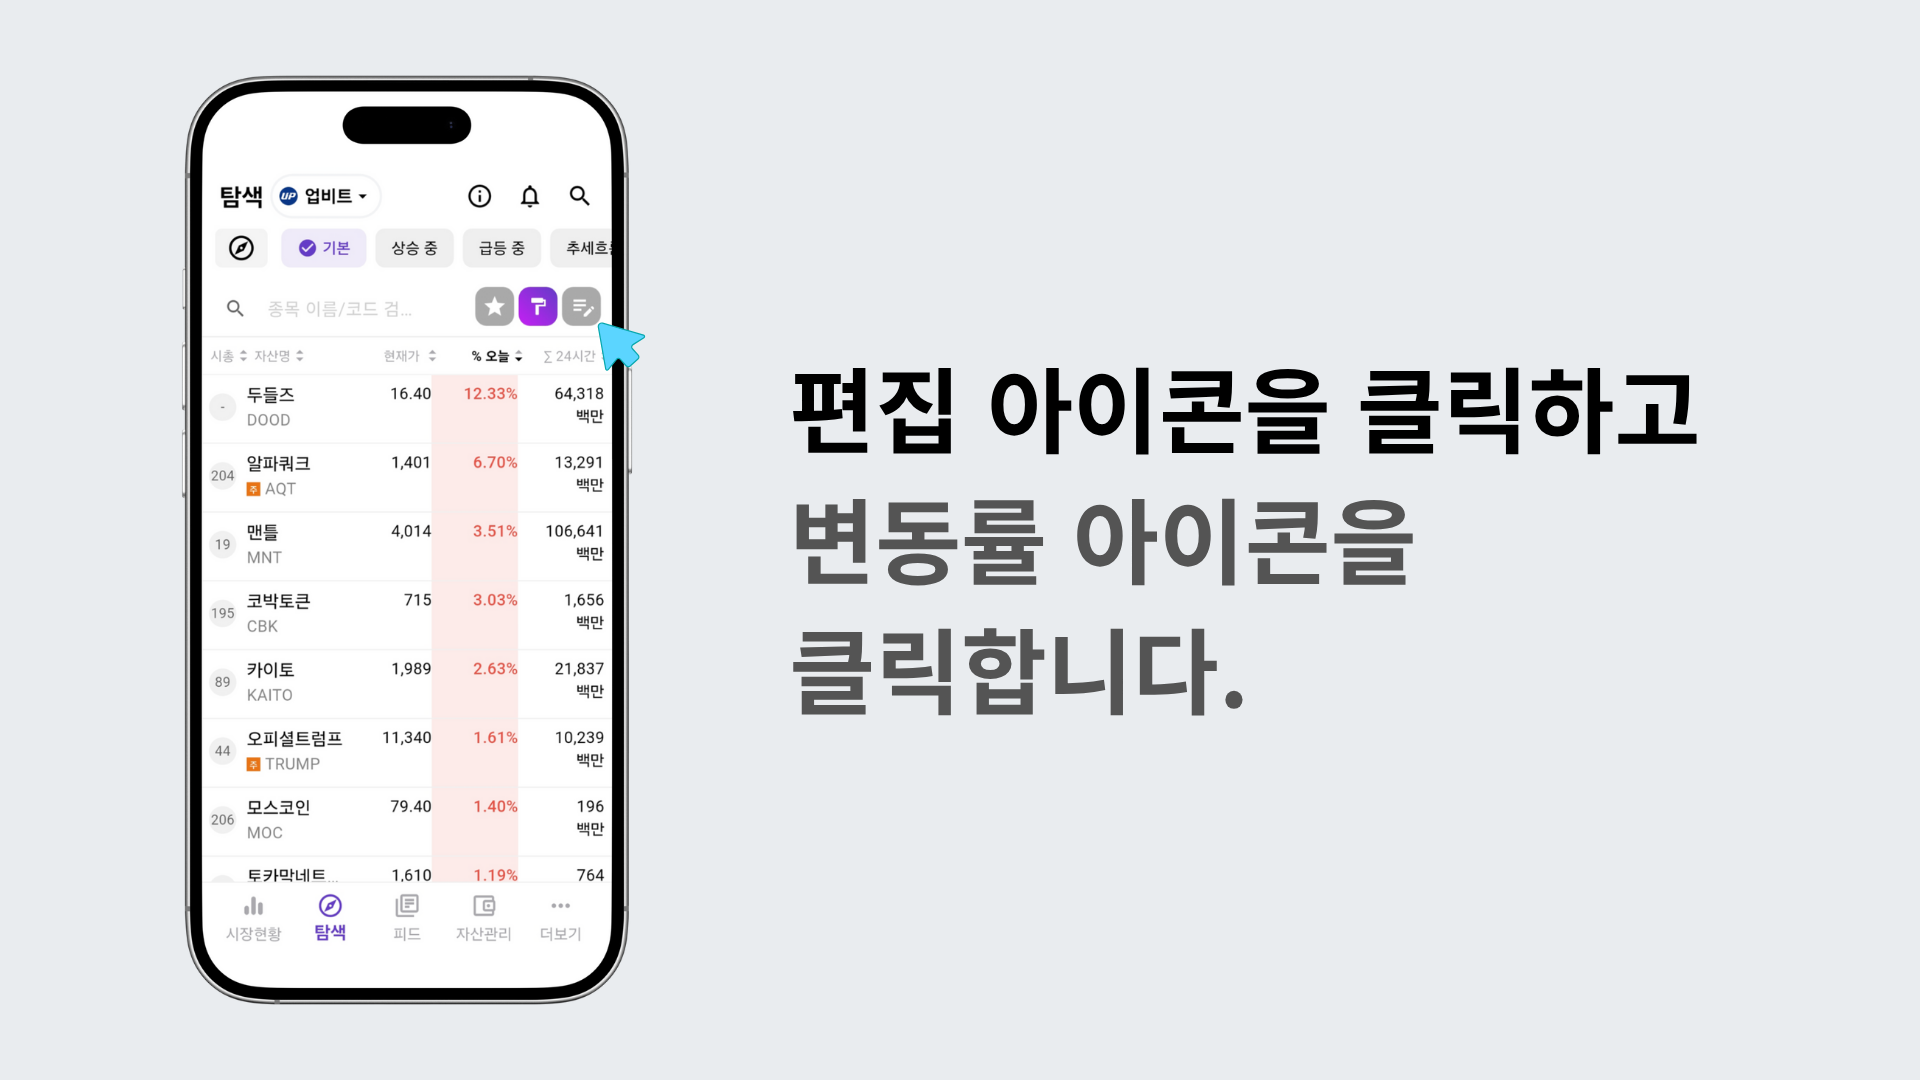 탐색 UP 업비트
기본 상승 중 급등 중 추세흐
종목 이름/코드 검...
시총 자산명 현재가 % 오늘 ∑ 24시간
- 두들즈 16.40 12.33% 64,318
DOOD 백만
204 알파쿼크 1,401 6.70% 13,291
주 AQT 백만
19 맨틀 4,014 3.51% 106,641
MNT 백만
195 코박토큰 715 3.03% 1,656
CBK 백만
89 카이토 1,989 2.63% 21,837
KAITO 백만
44 오피셜트럼프 11,340 1.61% 10,239
주 TRUMP 백만
206 모스코인 79.40 1.40% 196
MOC 백만
토카막네트... 1,610 1.19% 764
시장현황 탐색 피드 자산관리 더보기
편집 아이콘을 클릭하고
변동률 아이콘을
클릭합니다.